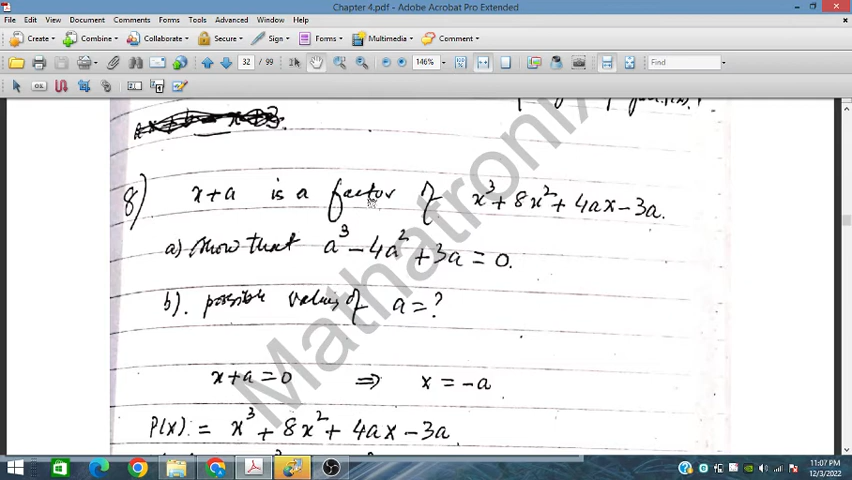 Chapter 4.pdf - Adobe Acrobat Pro Extended
File Edit View Document Comments Forms Tools Advanced Window Help
Create Combine Collaborate Secure Sign Forms Multimedia Comment
32 / 99 146% Find
8) x+a is a factor of x³ + 8x² + 4ax − 3a.
a) show that a³ − 4a² + 3a = 0.
b). possible values of a = ?
x+a = 0 ⇒ x = −a
P(x) = x³ + 8x² + 4ax − 3a
Mathatronix
11:07 PM
12/3/2022